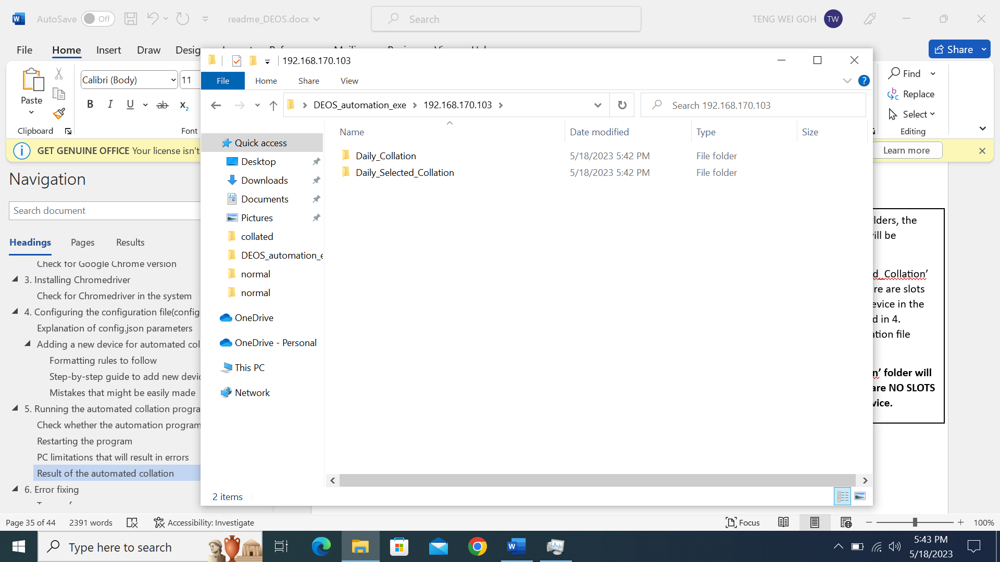 AutoSave Off readme_DEOS.docx Search TENG WEI GOH TW
File Home Insert Draw Share
192.168.170.103
File Home Share View
Calibri (Body) 11
Paste
B I U ab x2
Clipboard Font
Find
Replace
Select
Editing
DEOS_automation_exe 192.168.170.103
Search 192.168.170.103
GET GENUINE OFFICE Your license isn't
Learn more
Name Date modified Type Size
Daily_Collation 5/18/2023 5:42 PM File folder
Daily_Selected_Collation 5/18/2023 5:42 PM File folder
Quick access
Desktop
Downloads
Documents
Pictures
collated
DEOS_automation_e
normal
normal
OneDrive
OneDrive - Personal
This PC
Network
2 items
Navigation
Search document
Headings Pages Results
Check for Google Chrome version
3. Installing Chromedriver
Check for Chromedriver in the system
4. Configuring the configuration file(config
Explanation of config.json parameters
Adding a new device for automated col
Formatting rules to follow
Step-by-step guide to add new devic
Mistakes that might be easily made
5. Running the automated collation progra
Check whether the automation program
Restarting the program
PC limitations that will result in errors
Result of the automated collation
6. Error fixing
lders, the
ill be
d_Collation’
re are slots
evice in the
d in 4.
ation file
n’ folder will
are NO SLOTS
vice.
Page 35 of 44 2391 words Accessibility: Investigate Focus 100%
Type here to search
5:43 PM
5/18/2023